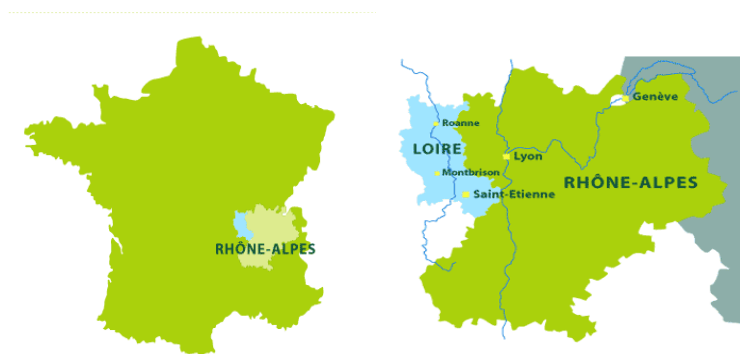 RHÔNE-ALPES
Genève
Roanne
LOIRE
Lyon
Montbrison
RHÔNE-ALPES
Saint-Etienne